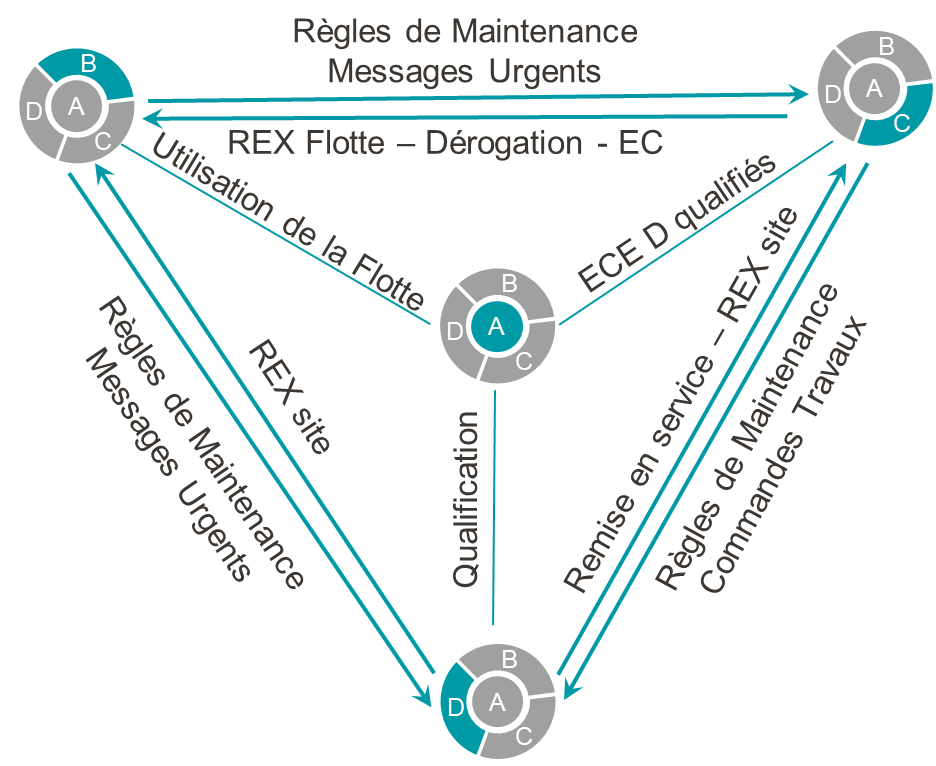 Règles de Maintenance
Messages Urgents
B
A
D
C
B
A
D
C
REX Flotte – Dérogation - EC
Utilisation de la Flotte
ECE D qualifiés
B
A
D
C
Règles de Maintenance
Messages Urgents
REX site
Qualification
Remise en service – REX site
Règles de Maintenance
Commandes Travaux
B
A
D
C